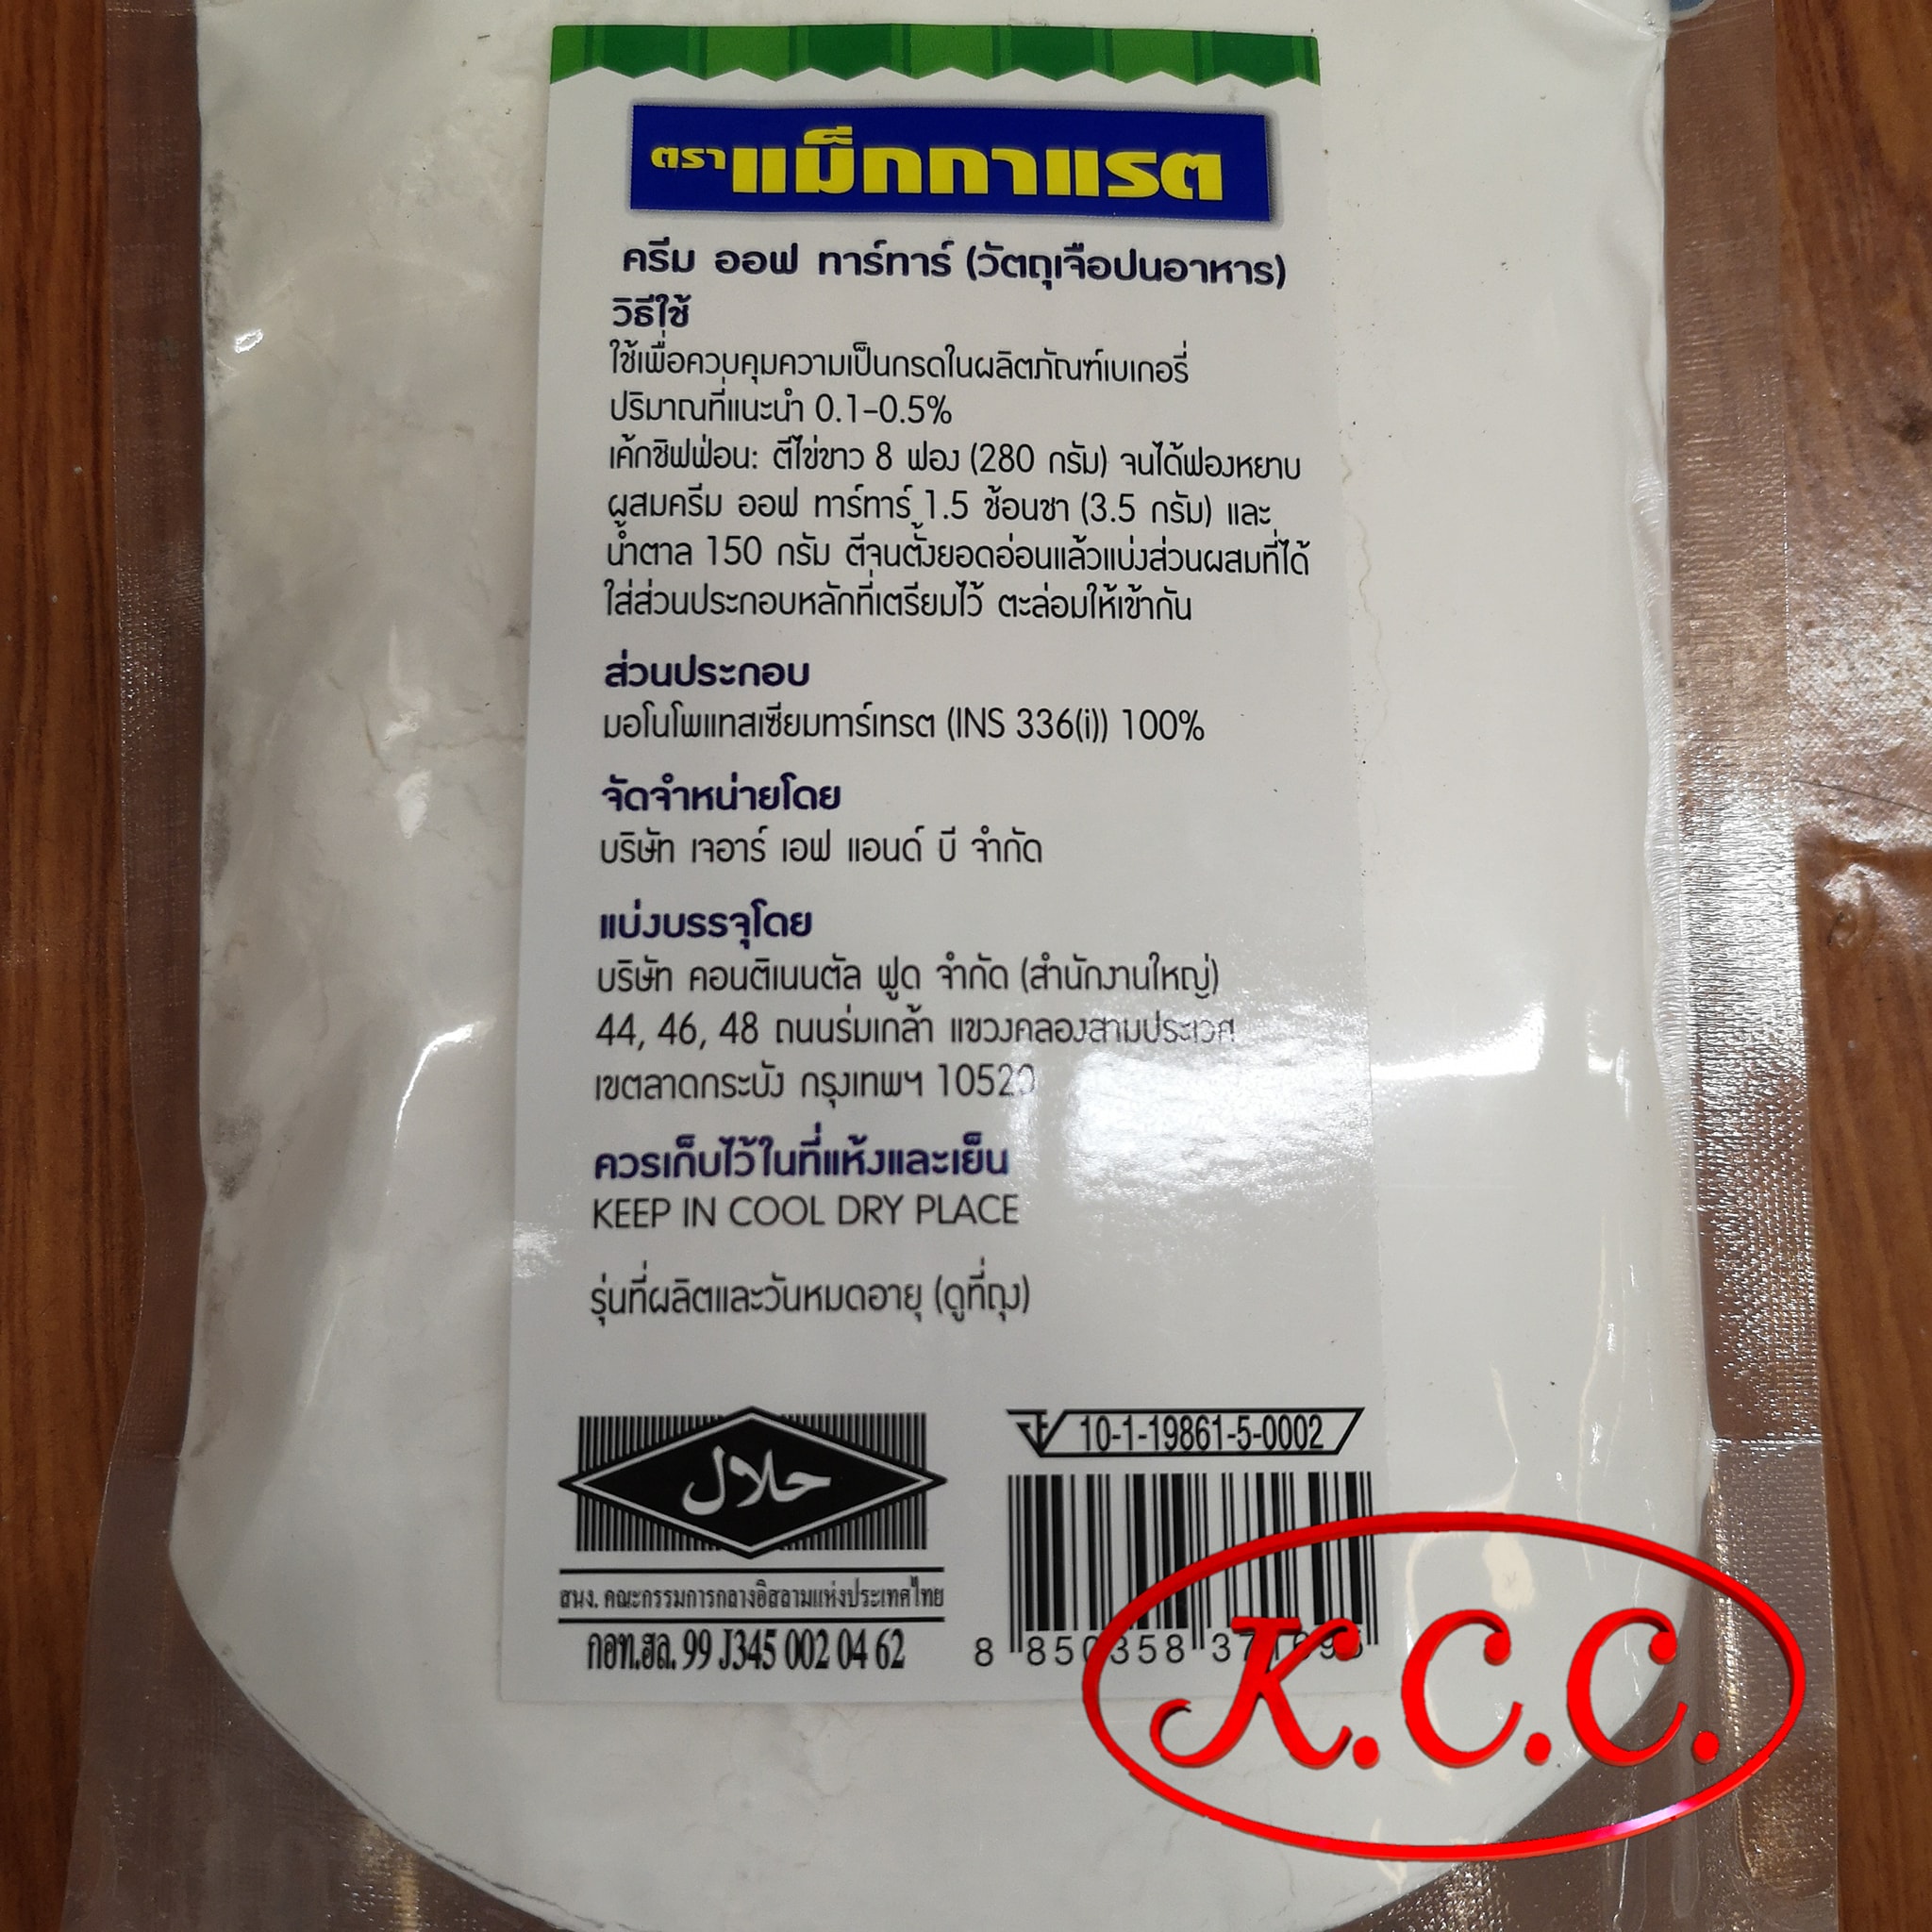 ตราแม็กกาแรต
ครีม ออฟ ทาร์ทาร์ (วัตถุเจือปนอาหาร)
วิธีใช้
ใช้เพื่อควบคุมความเป็นกรดในผลิตภัณฑ์เบเกอรี่
ปริมาณที่แนะนำ 0.1-0.5%
เค้กชิฟฟ่อน: ตีไข่ขาว 8 ฟอง (280 กรัม) จนได้ฟองหยาบ
ผสมครีม ออฟ ทาร์ทาร์ 1.5 ช้อนชา (3.5 กรัม) และ
น้ำตาล 150 กรัม ตีจนตั้งยอดอ่อนแล้วแบ่งส่วนผสมที่ได้
ใส่ส่วนประกอบหลักที่เตรียมไว้ ตะล่อมให้เข้ากัน
ส่วนประกอบ
มอโนโพแทสเซียมทาร์เทรต (INS 336(i)) 100%
จัดจำหน่ายโดย
บริษัท เจอาร์ เอฟ แอนด์ บี จำกัด
แบ่งบรรจุโดย
บริษัท คอนติเนนตัล ฟูด จำกัด (สำนักงานใหญ่)
44, 46, 48 ถนนร่มเกล้า แขวงคลองสามประเวศ
เขตลาดกระบัง กรุงเทพฯ 10520
ควรเก็บไว้ในที่แห้งและเย็น
KEEP IN COOL DRY PLACE
รุ่นที่ผลิตและวันหมดอายุ (ดูที่ถุง)
حلال
สนง. คณะกรรมการกลางอิสลามแห่งประเทศไทย
กอท.ฮล. 99 J345 002 04 62
10-1-19861-5-0002
8 850358
K.C.C.